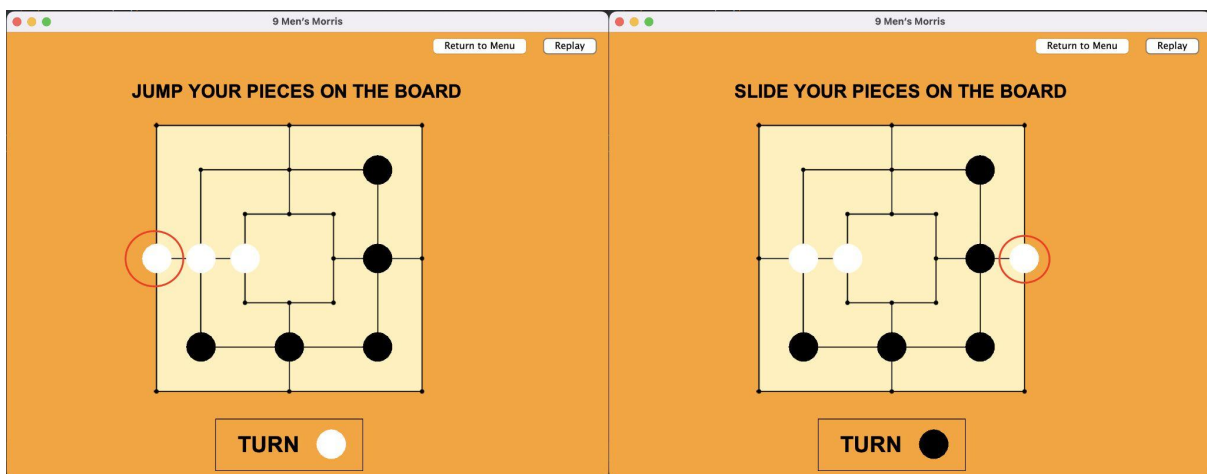 9 Men's Morris
Return to Menu
Replay
JUMP YOUR PIECES ON THE BOARD
TURN
9 Men's Morris
Return to Menu
Replay
SLIDE YOUR PIECES ON THE BOARD
TURN